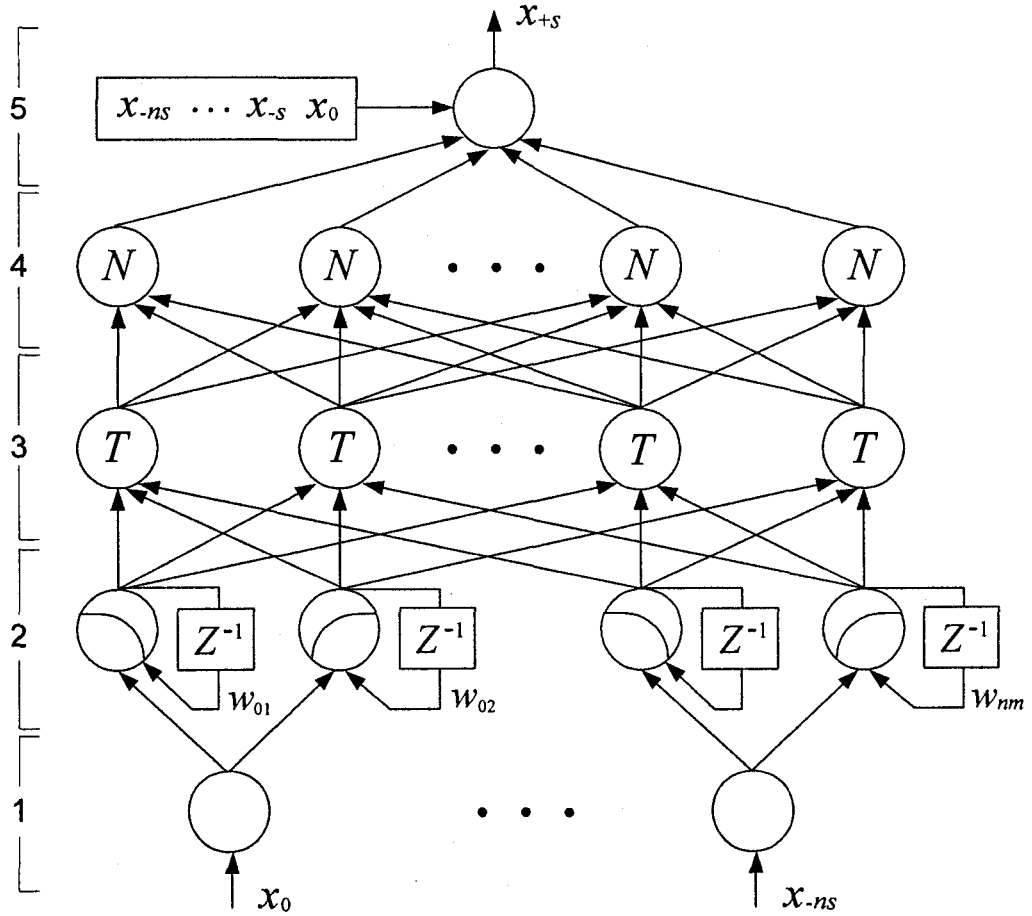 x₊ₛ
5
x₋ₙₛ ··· x₋ₛ x₀
4
N N • • • N N
3
T T • • • T T
2
Z⁻¹ Z⁻¹ Z⁻¹ Z⁻¹
w₀₁ w₀₂ wₙₘ
1
• • •
x₀ x₋ₙₛ